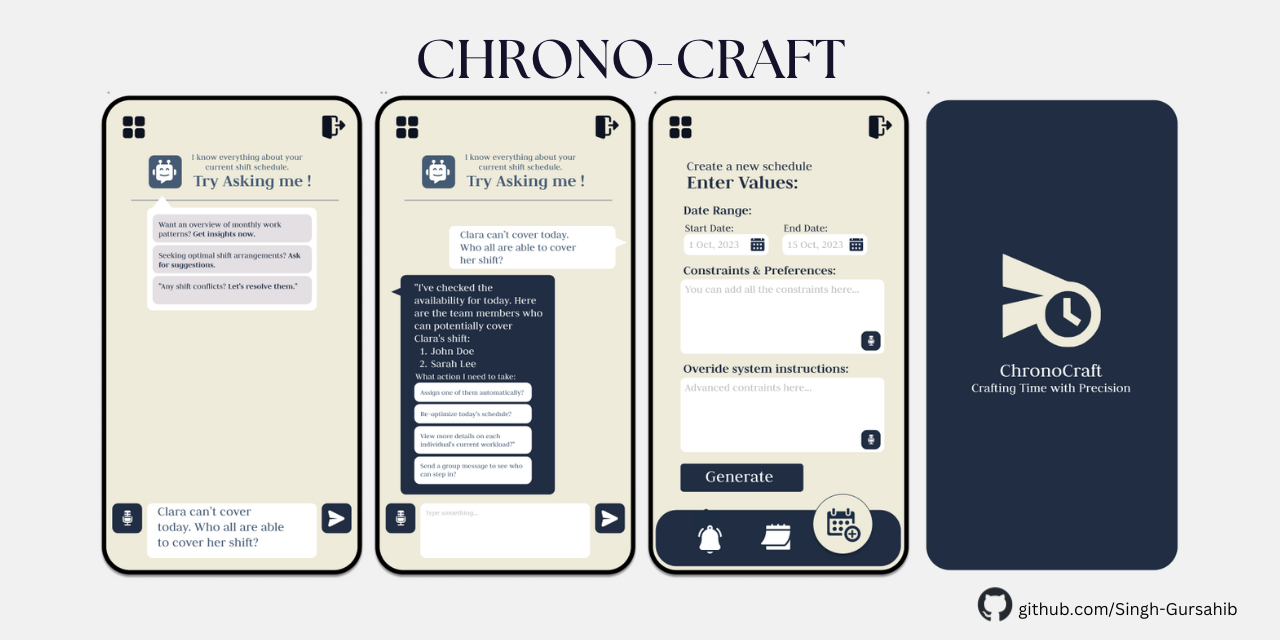 CHRONO-CRAFT
I know everything about your
current shift schedule.
Try Asking me !
Want an overview of monthly work
patterns? Get insights now.
Seeking optimal shift arrangements? Ask
for suggestions.
"Any shift conflicts? Let's resolve them."
Clara can't cover
today. Who all are able
to cover her shift?
I know everything about your
current shift schedule.
Try Asking me !
Clara can't cover today.
Who all are able to cover
her shift?
"I've checked the
availability for today. Here
are the team members who
can potentially cover
Clara's shift:
1. John Doe
2. Sarah Lee
What action I need to take:
Assign one of them automatically?
Re-optimize today's schedule?
View more details on each
individual's current workload?"
Send a group message to see who
can step in?
Type something...
Create a new schedule
Enter Values:
Date Range:
Start Date: End Date:
1 Oct, 2023 15 Oct, 2023
Constraints & Preferences:
You can add all the constraints here...
Overide system instructions:
Advanced contraints here...
Generate
ChronoCraft
Crafting Time with Precision
github.com/Singh-Gursahib